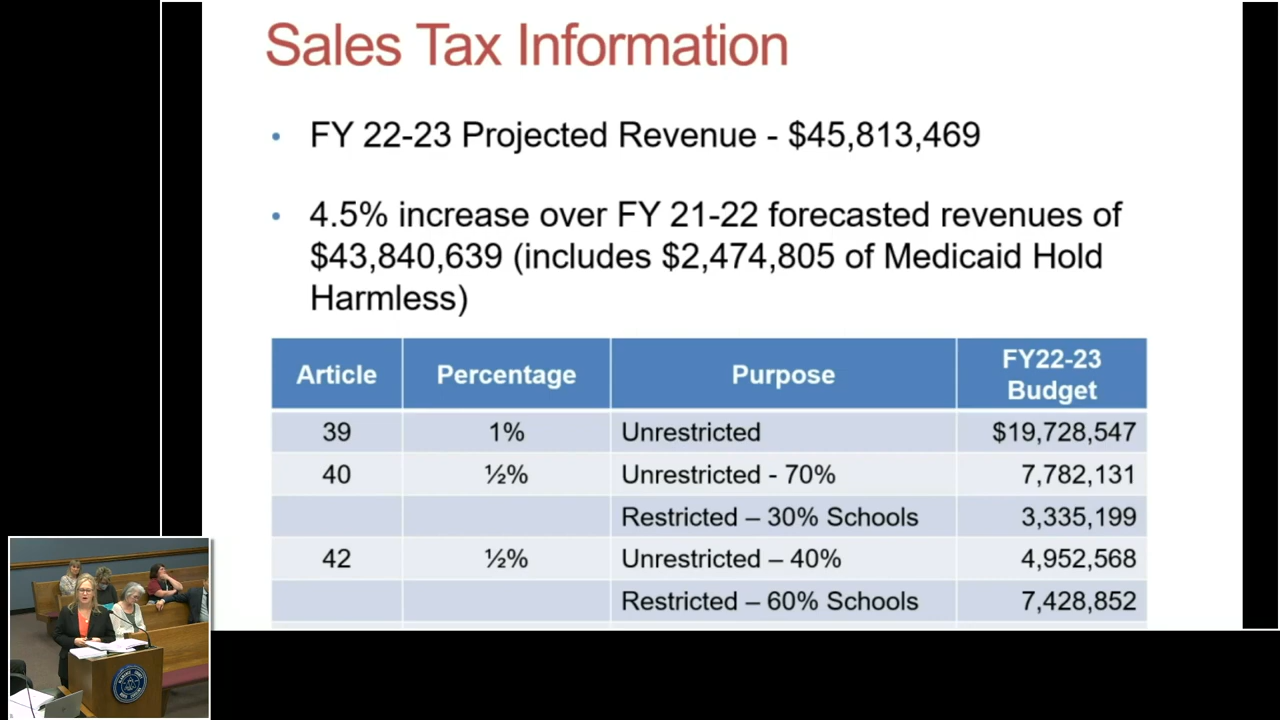 Sales Tax Information
• FY 22-23 Projected Revenue - $45,813,469
• 4.5% increase over FY 21-22 forecasted revenues of
$43,840,639 (includes $2,474,805 of Medicaid Hold
Harmless)
Article Percentage Purpose FY22-23 Budget
39 1% Unrestricted $19,728,547
40 ½% Unrestricted - 70% 7,782,131
Restricted – 30% Schools 3,335,199
42 ½% Unrestricted – 40% 4,952,568
Restricted – 60% Schools 7,428,852